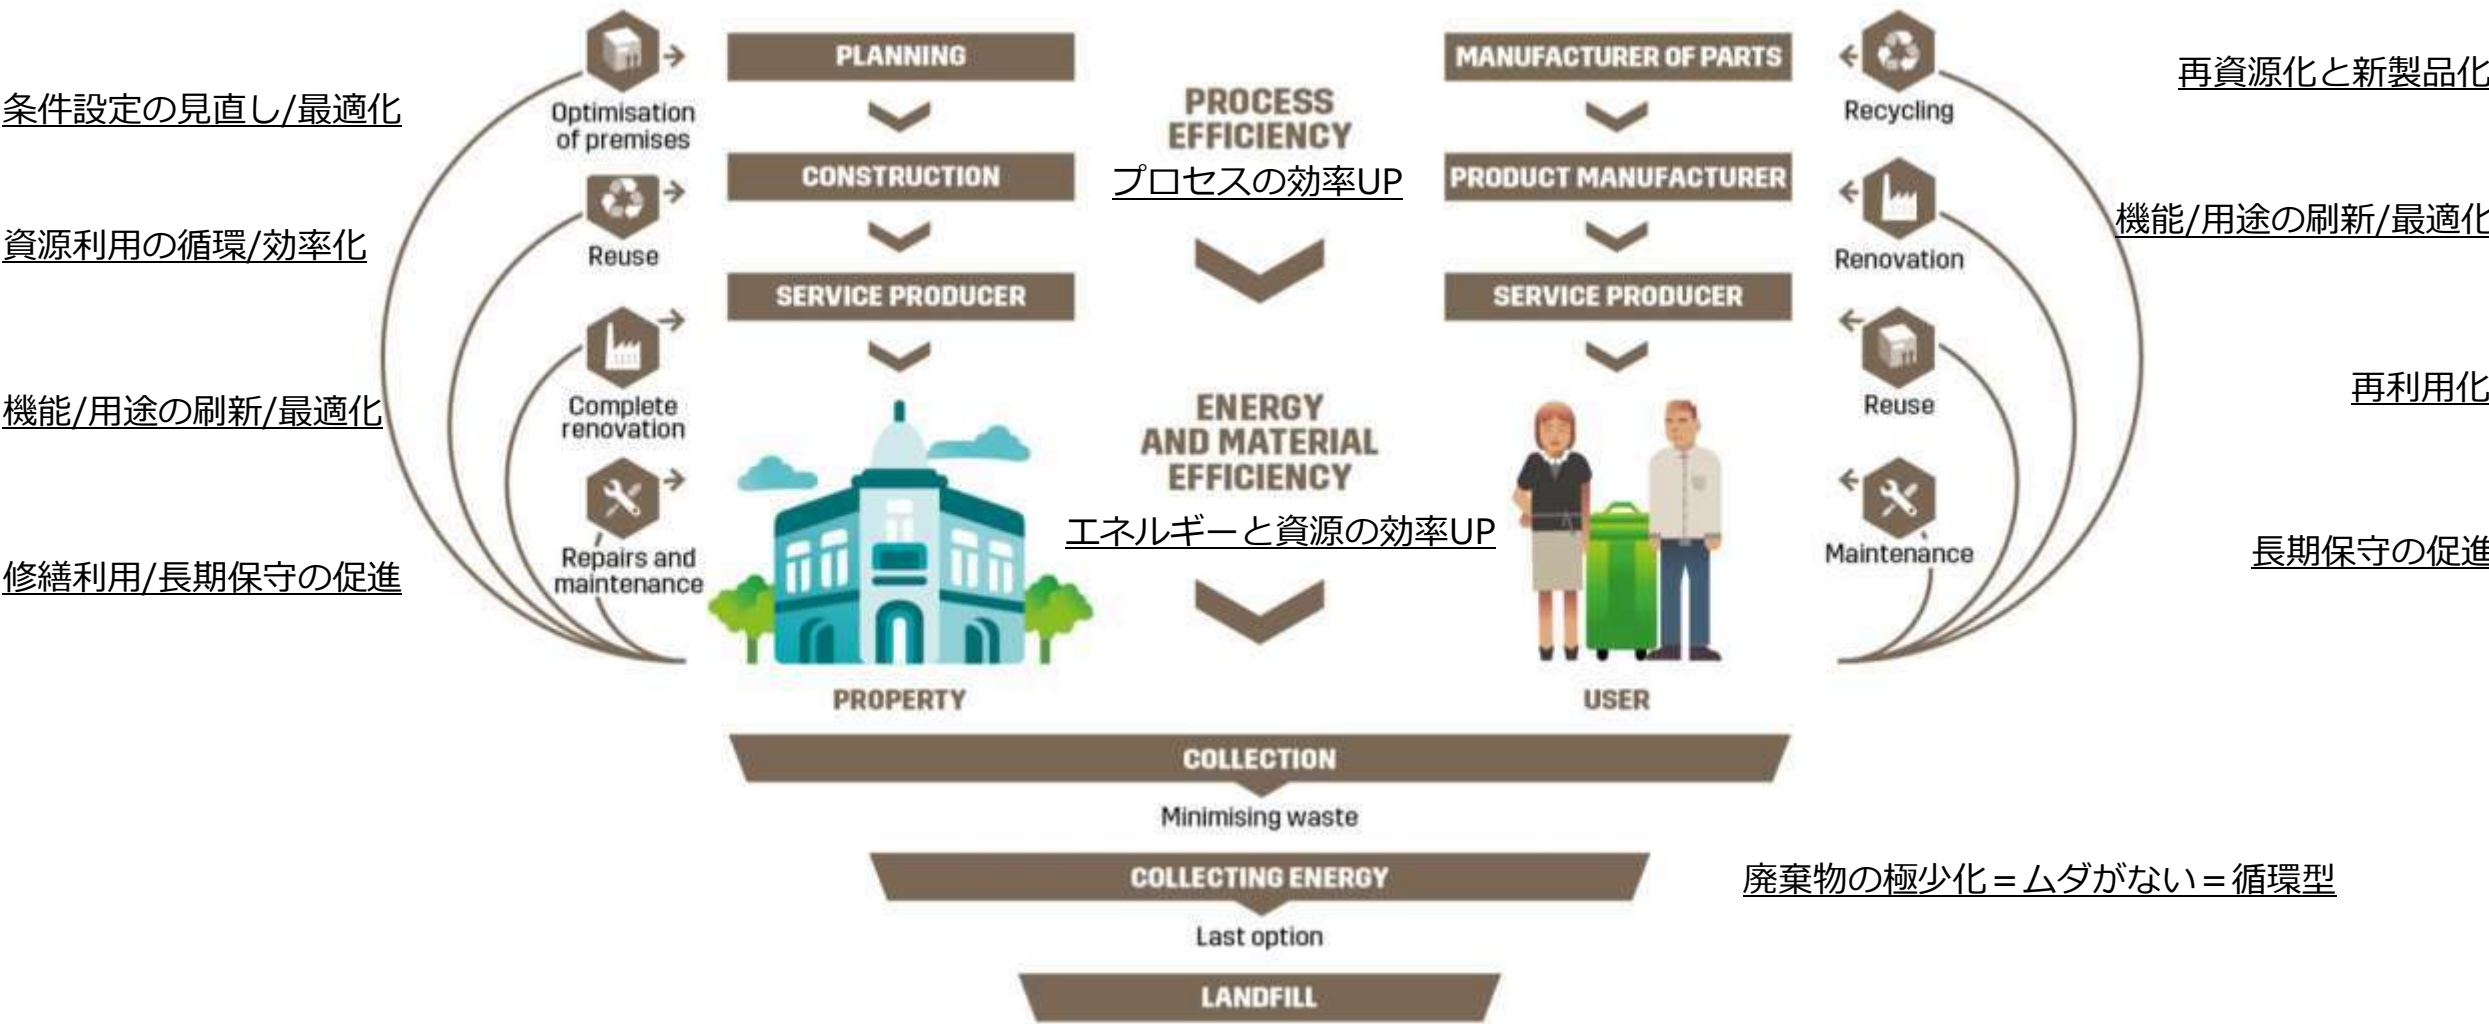 条件設定の見直し/最適化
資源利用の循環/効率化
機能/用途の刷新/最適化
修繕利用/長期保守の促進
Optimisation
of premises
Reuse
Complete
renovation
Repairs and
maintenance
PLANNING
CONSTRUCTION
SERVICE PRODUCER
PROPERTY
PROCESS
EFFICIENCY
プロセスの効率UP
ENERGY
AND MATERIAL
EFFICIENCY
エネルギーと資源の効率UP
MANUFACTURER OF PARTS
PRODUCT MANUFACTURER
SERVICE PRODUCER
USER
Recycling
Renovation
Reuse
Maintenance
再資源化と新製品化
機能/用途の刷新/最適化
再利用化
長期保守の促進
COLLECTION
Minimising waste
COLLECTING ENERGY
廃棄物の極少化=ムダがない=循環型
Last option
LANDFILL